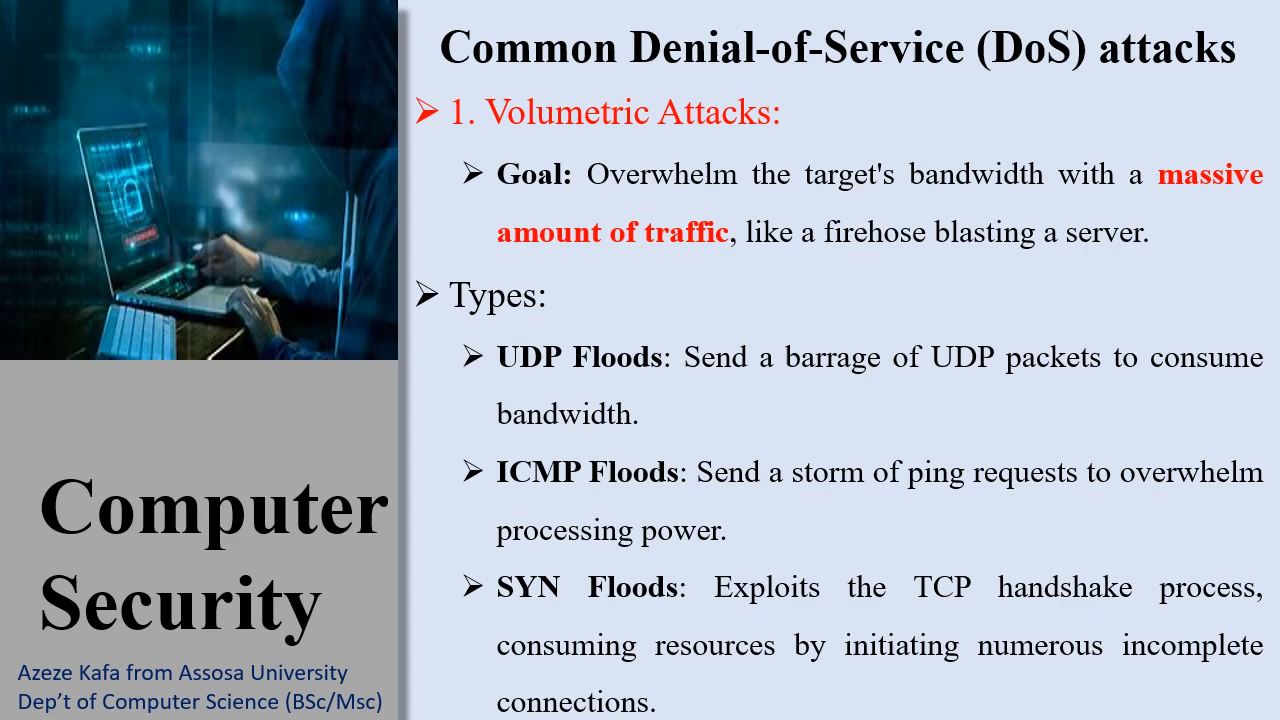 Common Denial-of-Service (DoS) attacks
➢ 1. Volumetric Attacks:
➢ Goal: Overwhelm the target's bandwidth with a massive
amount of traffic, like a firehose blasting a server.
➢ Types:
➢ UDP Floods: Send a barrage of UDP packets to consume
bandwidth.
➢ ICMP Floods: Send a storm of ping requests to overwhelm
processing power.
➢ SYN Floods: Exploits the TCP handshake process,
consuming resources by initiating numerous incomplete
connections.
Computer
Security
Azeze Kafa from Assosa University
Dep’t of Computer Science (BSc/Msc)